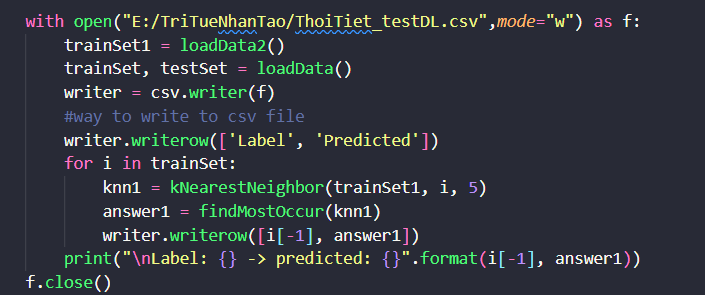 with open("E:/TriTueNhanTao/ThoiTiet_testDL.csv",mode="w") as f:
    trainSet1 = loadData2()
    trainSet, testSet = loadData()
    writer = csv.writer(f)
    #way to write to csv file
    writer.writerow(['Label', 'Predicted'])
    for i in trainSet:
        knn1 = kNearestNeighbor(trainSet1, i, 5)
        answer1 = findMostOccur(knn1)
        writer.writerow([i[-1], answer1])
    print("\nLabel: {} -> predicted: {}".format(i[-1], answer1))
f.close()